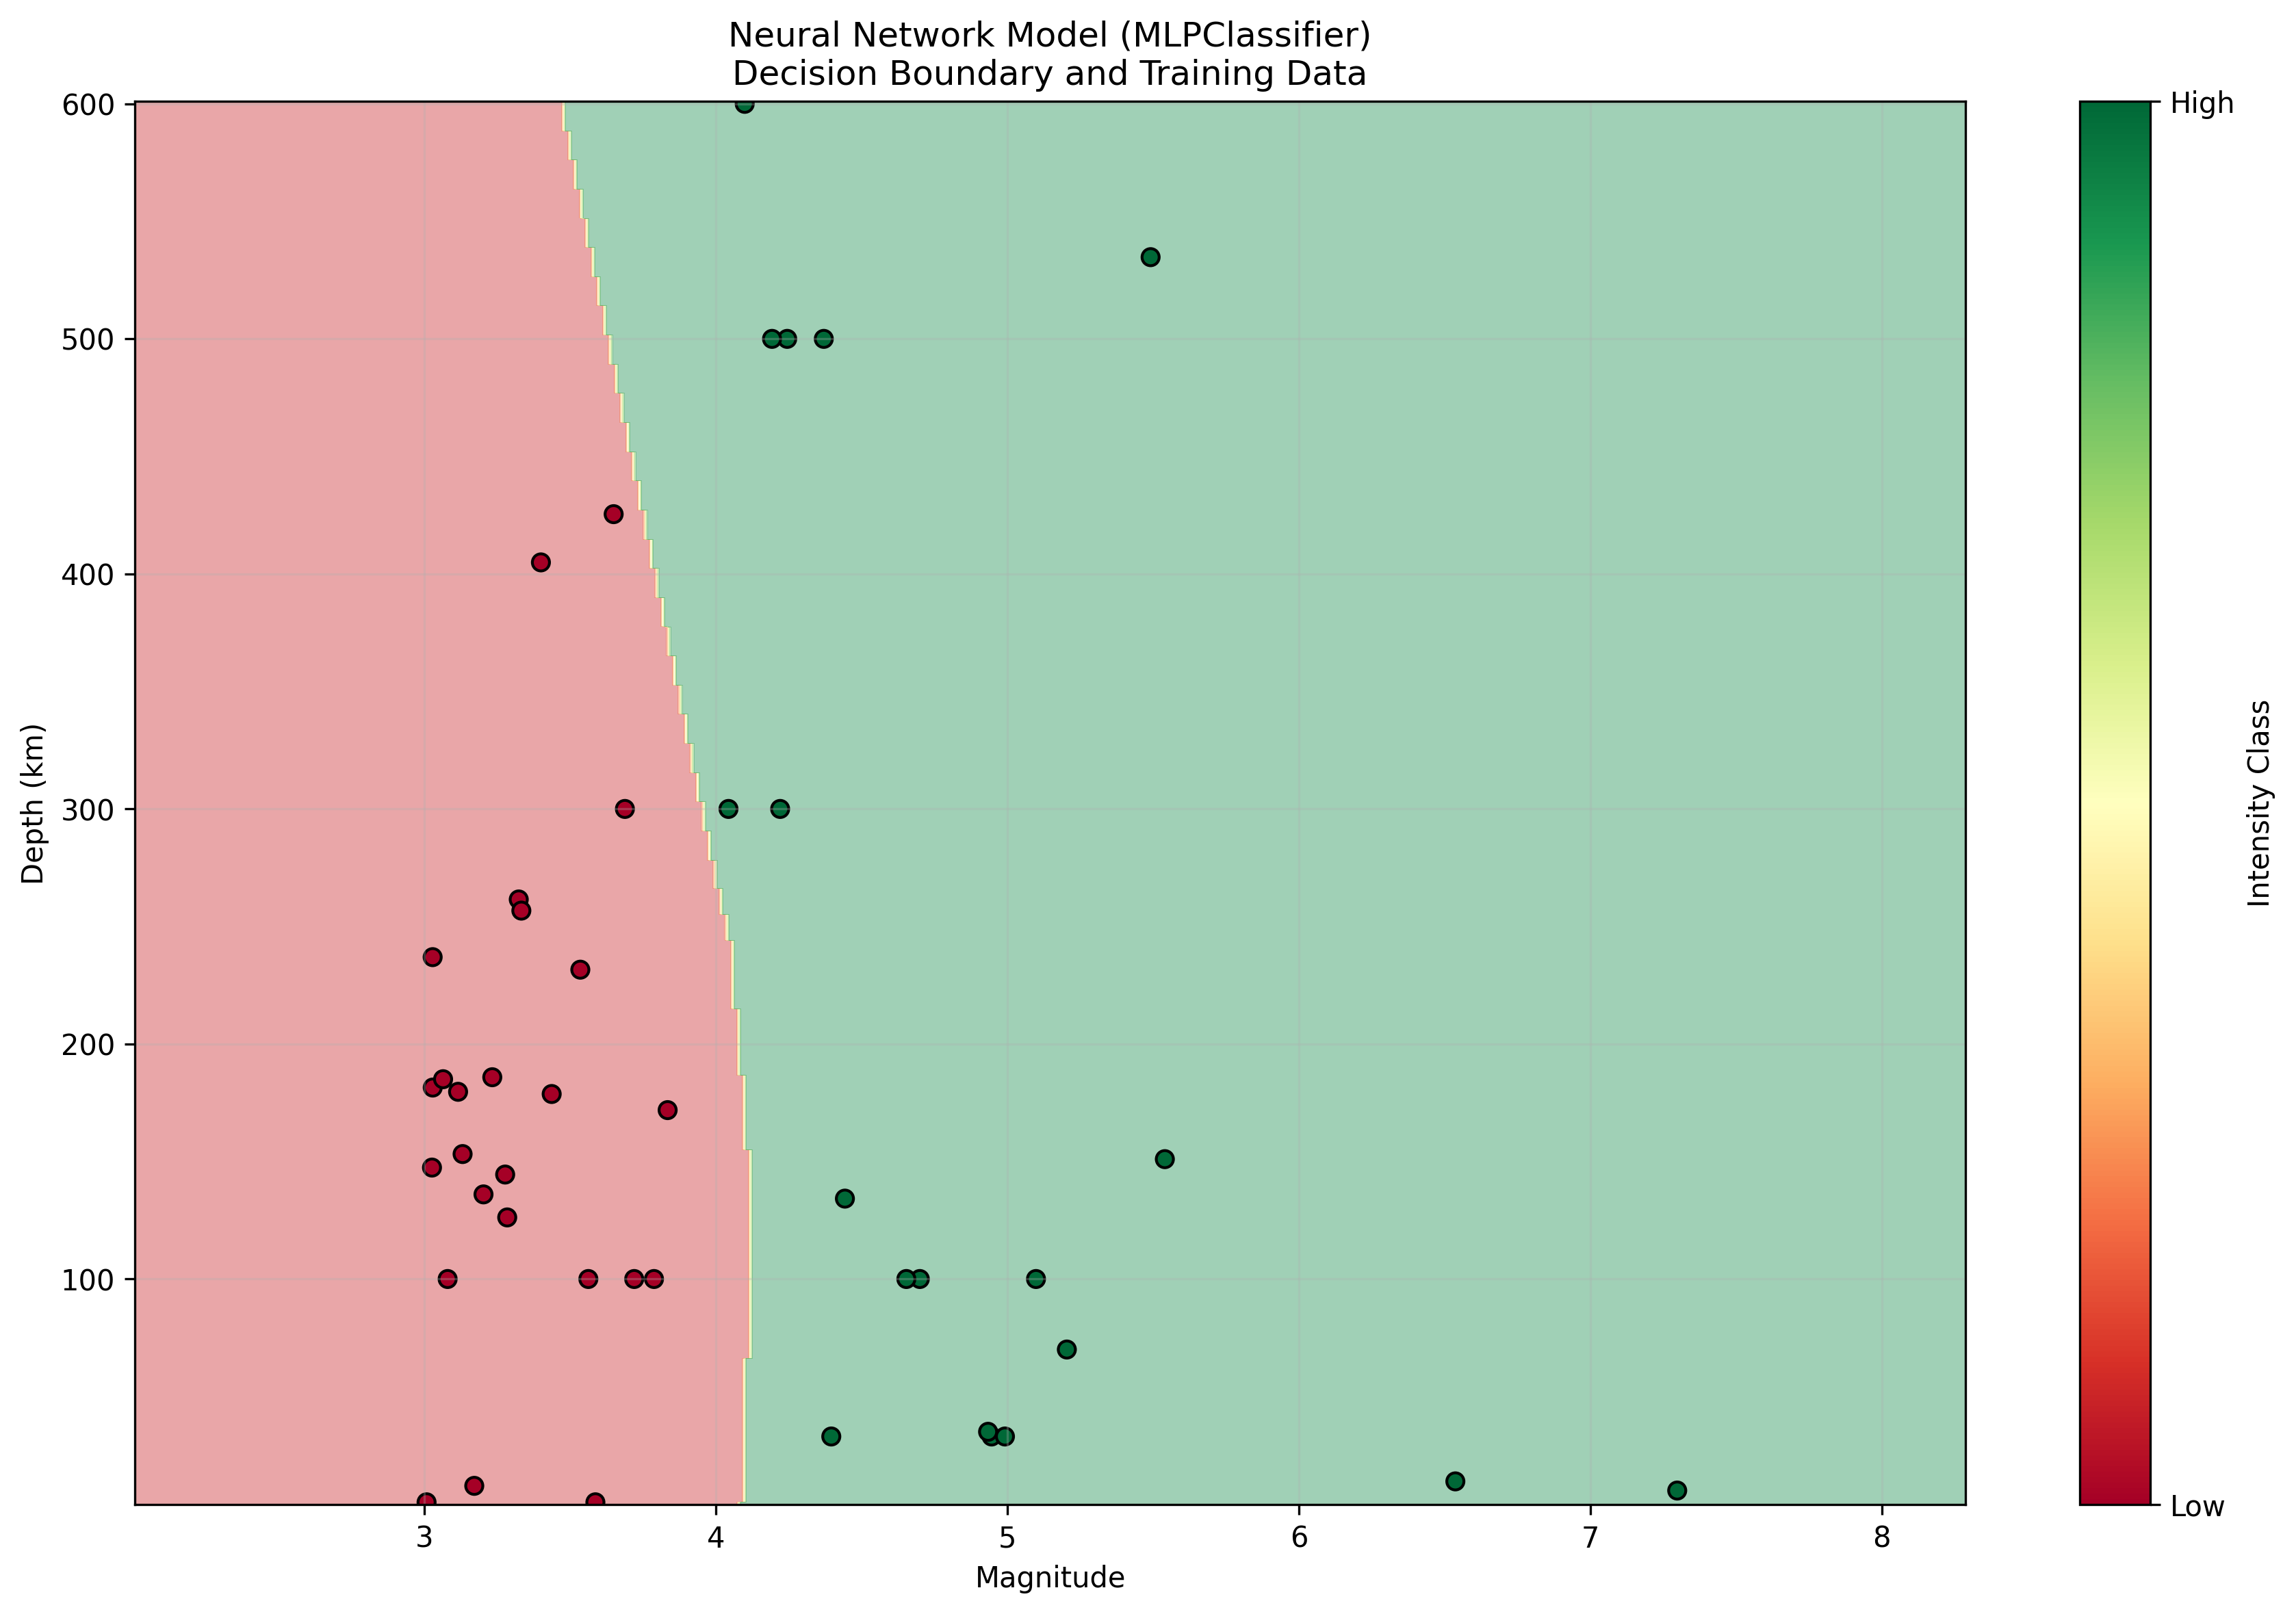 Neural Network Model (MLPClassifier)
Decision Boundary and Training Data
600
500
400
300
200
100
Depth (km)
3 4 5 6 7 8
Magnitude
High
Low
Intensity Class